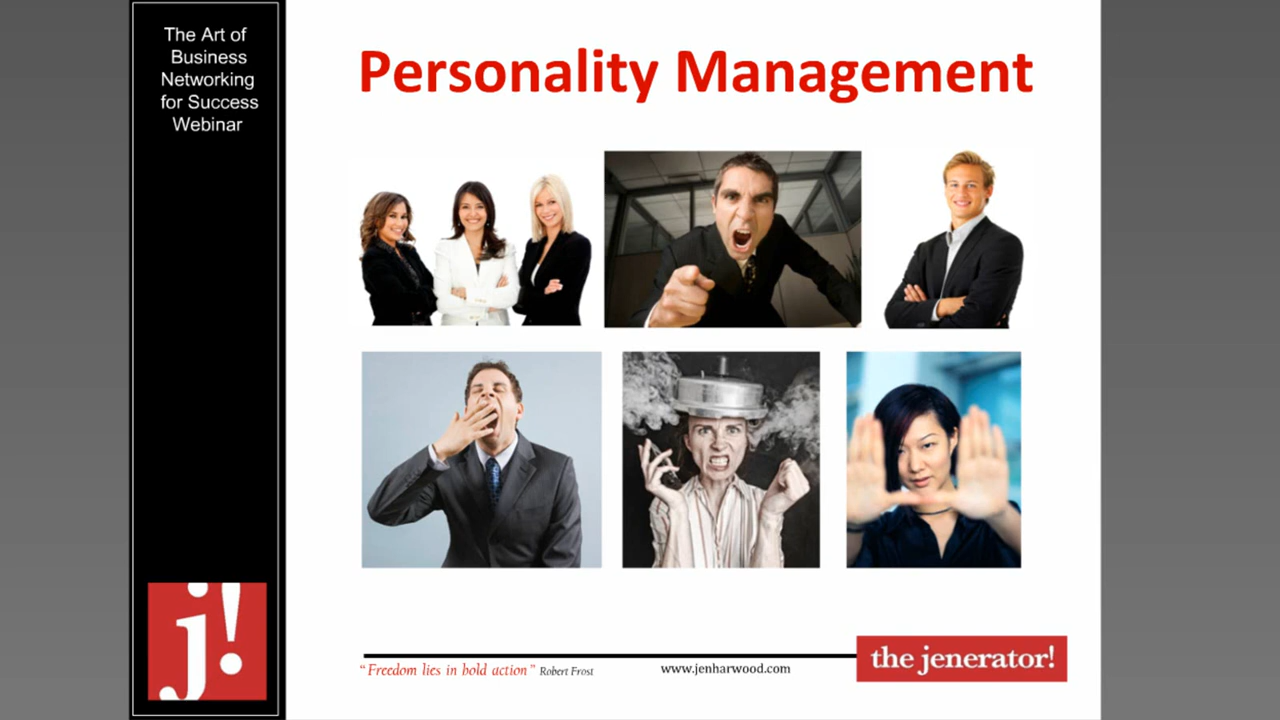 The Art of
Business
Networking
for Success
Webinar
Personality Management
j!
“Freedom lies in bold action” Robert Frost
www.jenharwood.com
the jenerator!